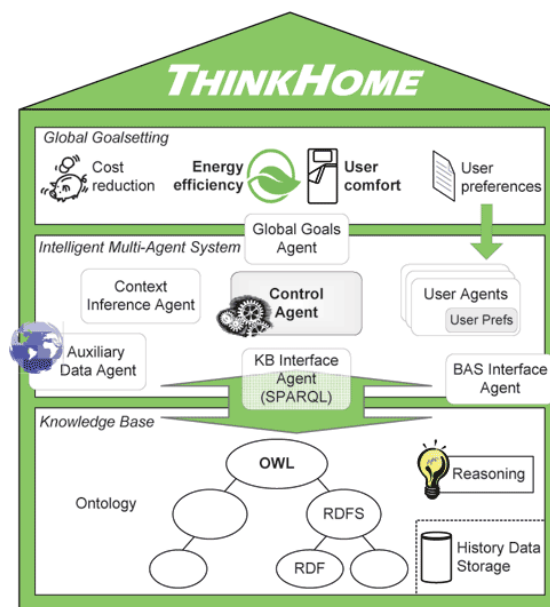 THINKHOME
Global Goalsetting
Cost
reduction
Energy
efficiency
User
comfort
User
preferences
Global Goals
Agent
Intelligent Multi-Agent System
Context
Inference Agent
Control
Agent
User Agents
User Prefs
Auxiliary
Data Agent
KB Interface
Agent
(SPARQL)
BAS Interface
Agent
Knowledge Base
OWL
Reasoning
Ontology
RDFS
RDF
History Data
Storage